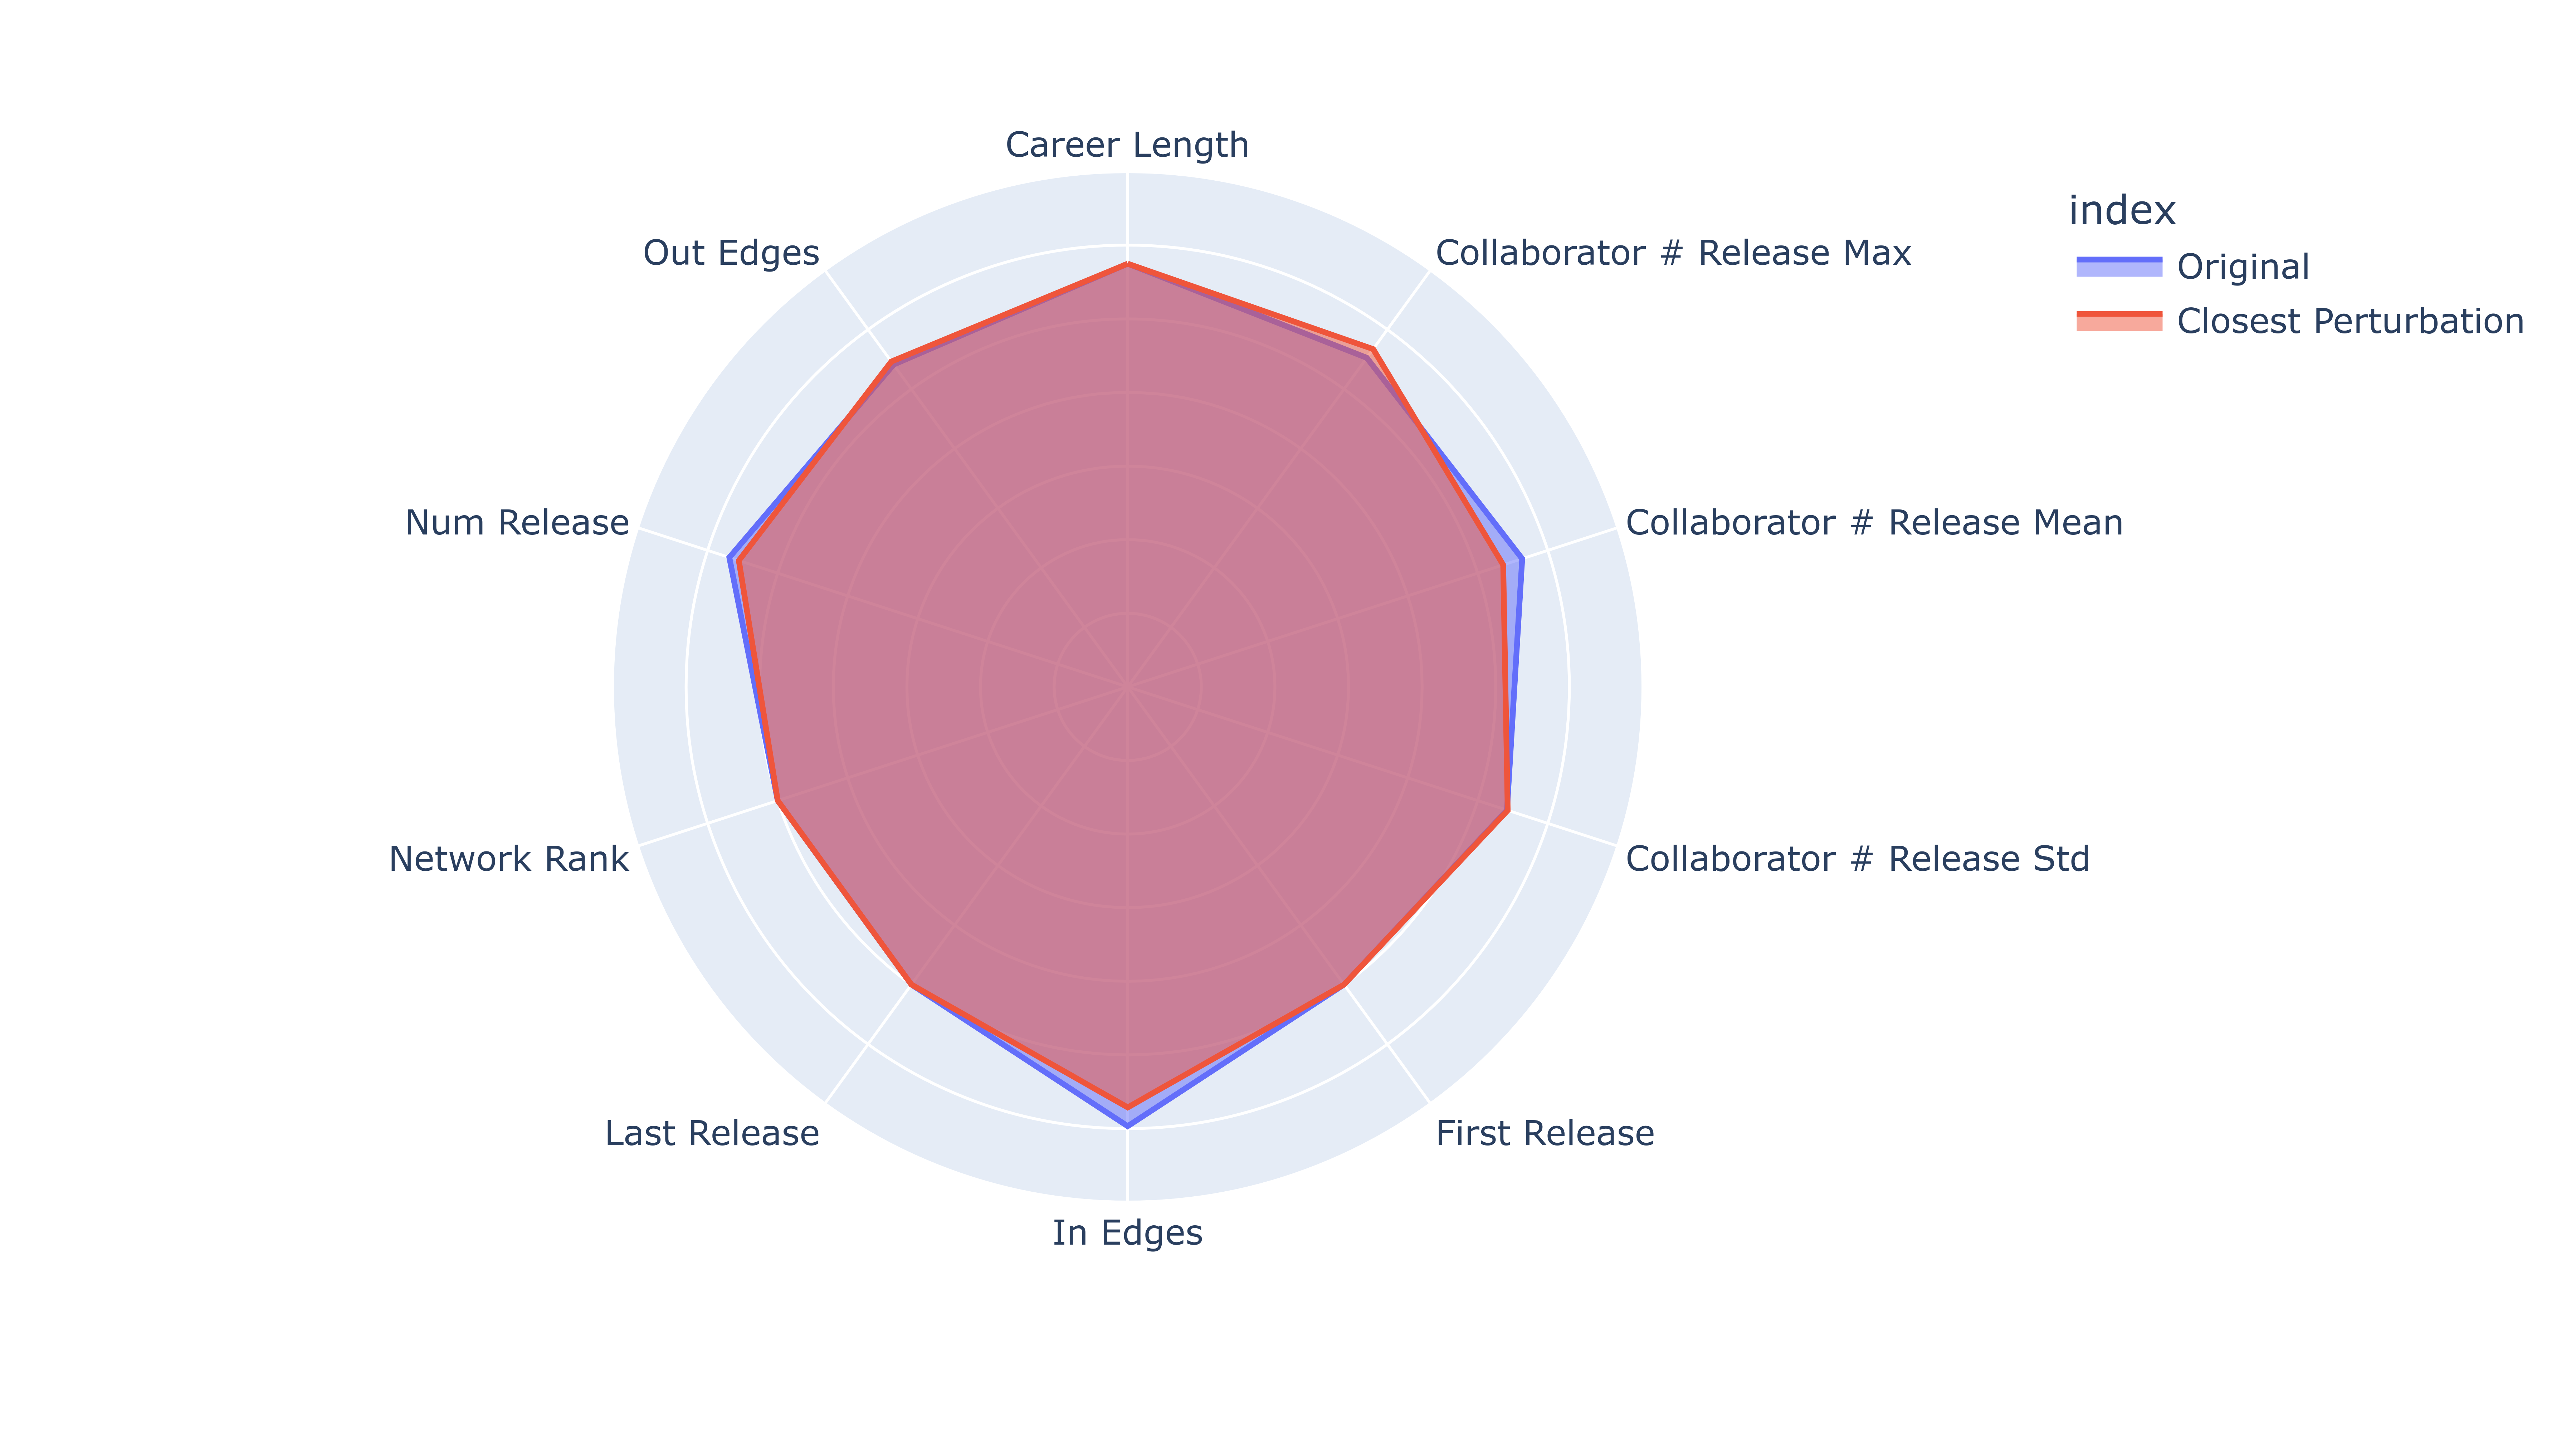 Career Length
Out Edges
Collaborator # Release Max
Num Release
Collaborator # Release Mean
Network Rank
Collaborator # Release Std
Last Release
First Release
In Edges
index
Original
Closest Perturbation